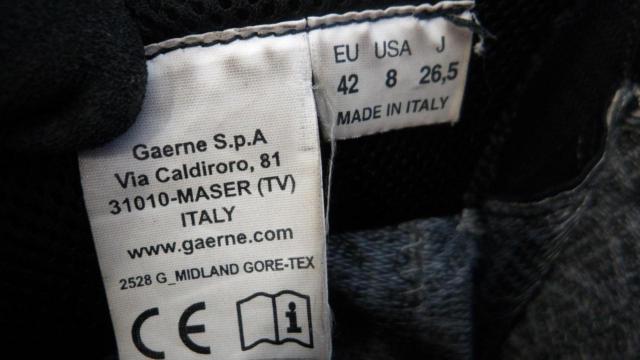 Gaerne S.p.A
Via Caldiroro, 81
31010-MASER (TV)
ITALY
www.gaerne.com
2528 G_MIDLAND GORE-TEX
CE
i
EU USA J
42 8 26,5
MADE IN ITALY